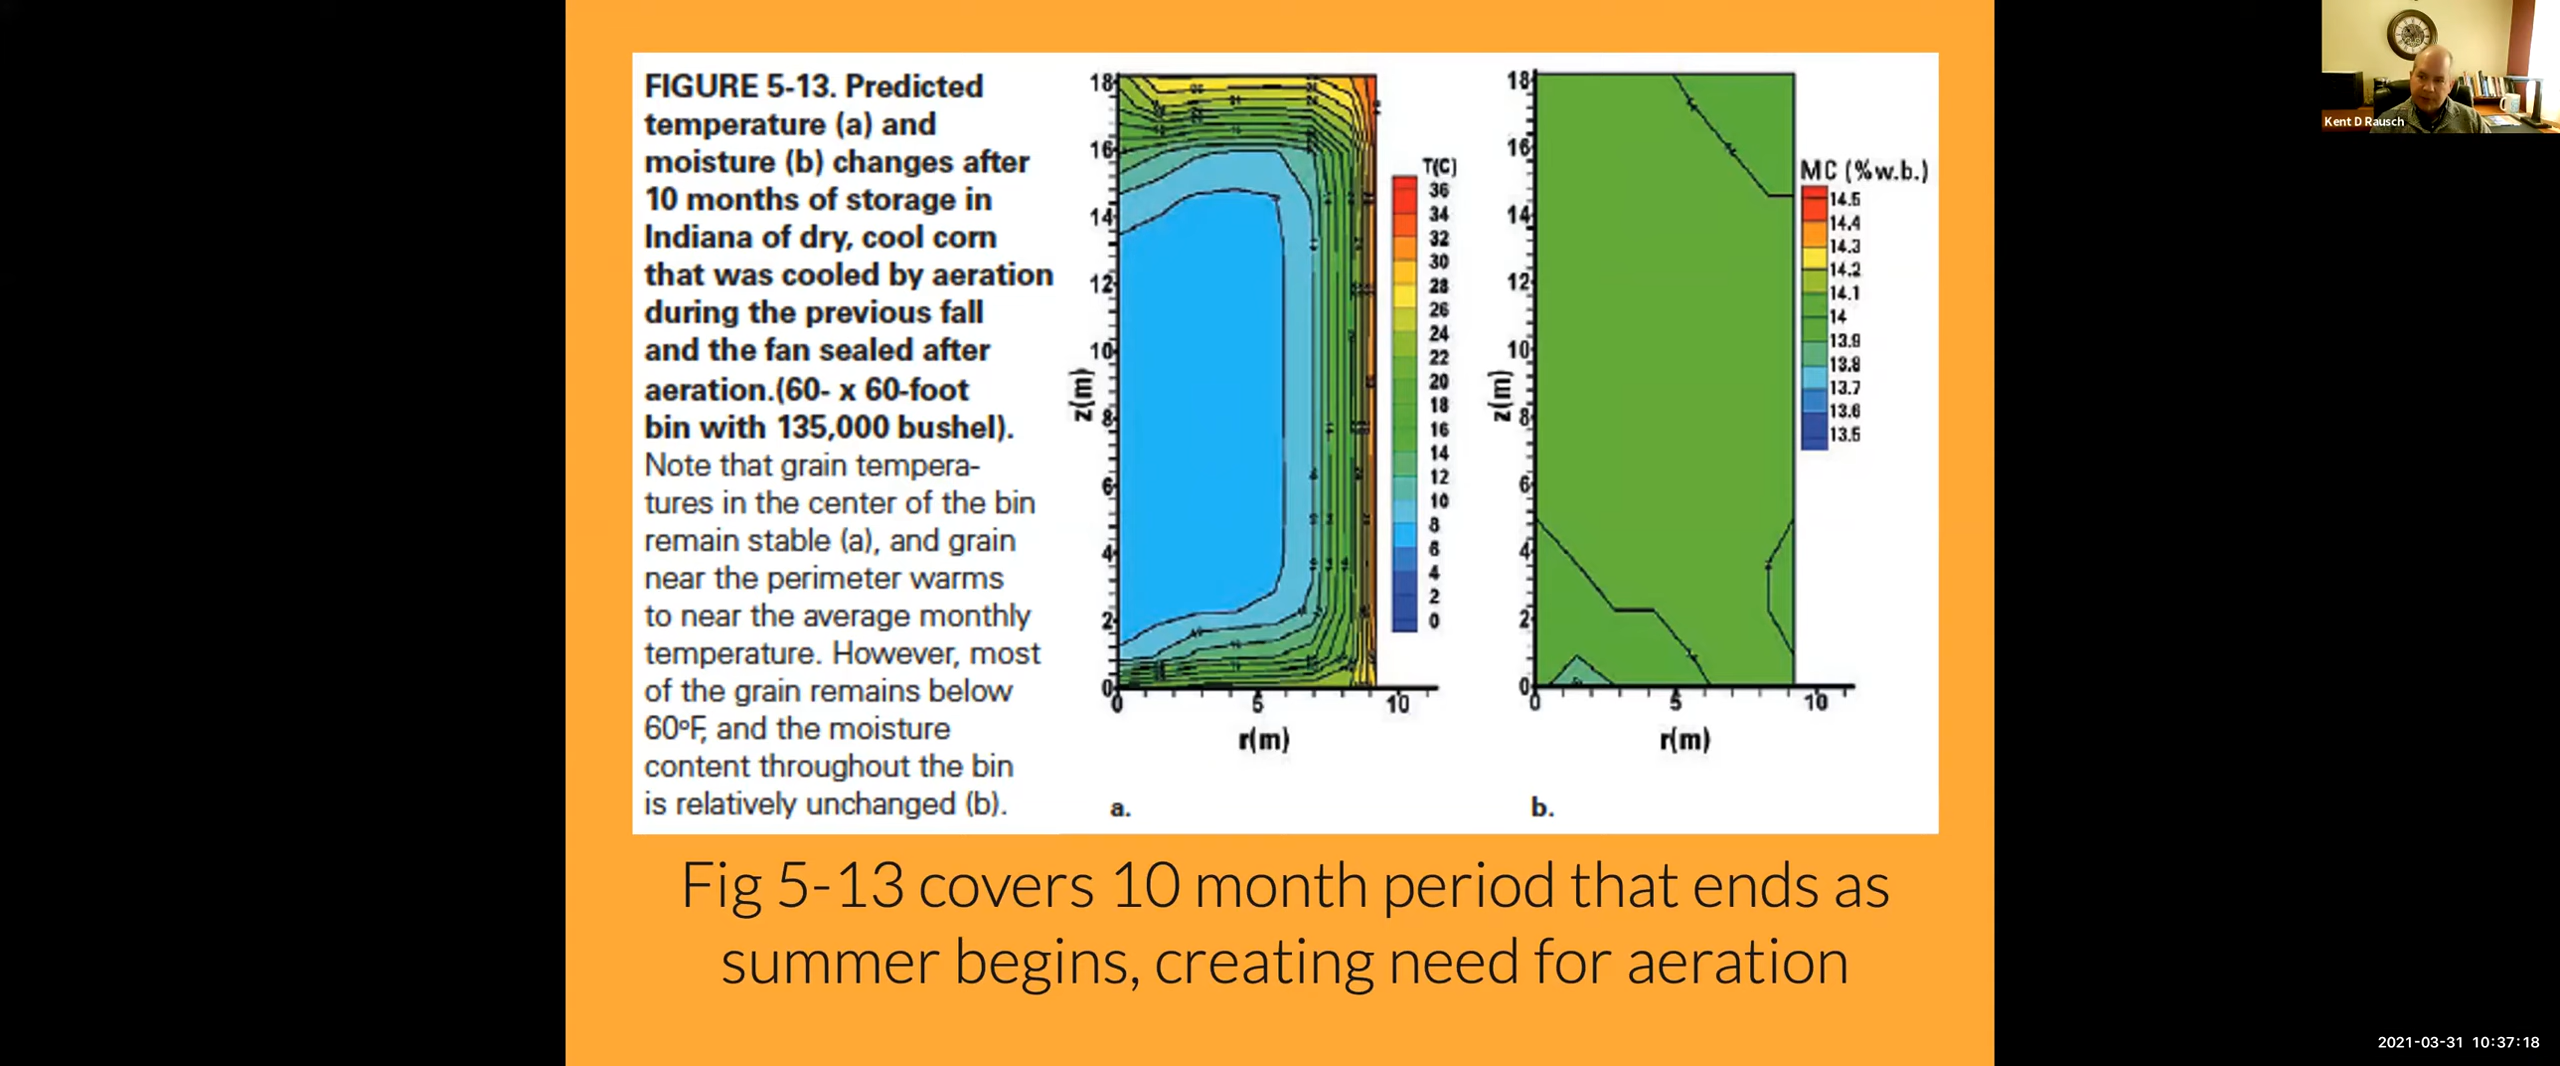 FIGURE 5-13. Predicted
temperature (a) and
moisture (b) changes after
10 months of storage in
Indiana of dry, cool corn
that was cooled by aeration
during the previous fall
and the fan sealed after
aeration.(60- x 60-foot
bin with 135,000 bushel).
Note that grain tempera-
tures in the center of the bin
remain stable (a), and grain
near the perimeter warms
to near the average monthly
temperature. However, most
of the grain remains below
60ºF, and the moisture
content throughout the bin
is relatively unchanged (b).
18
16
14
12
10
8
6
4
2
0
z(m)
0 5 10
r(m)
a.
T(C)
36
34
32
30
28
26
24
22
20
18
16
14
12
10
8
6
4
2
0
18
16
14
12
10
8
6
4
2
0
z(m)
0 5 10
r(m)
b.
MC (%w.b.)
14.5
14.4
14.3
14.2
14.1
14
13.9
13.8
13.7
13.6
13.5
Fig 5-13 covers 10 month period that ends as
summer begins, creating need for aeration
Kent D Rausch
2021-03-31 10:37:18